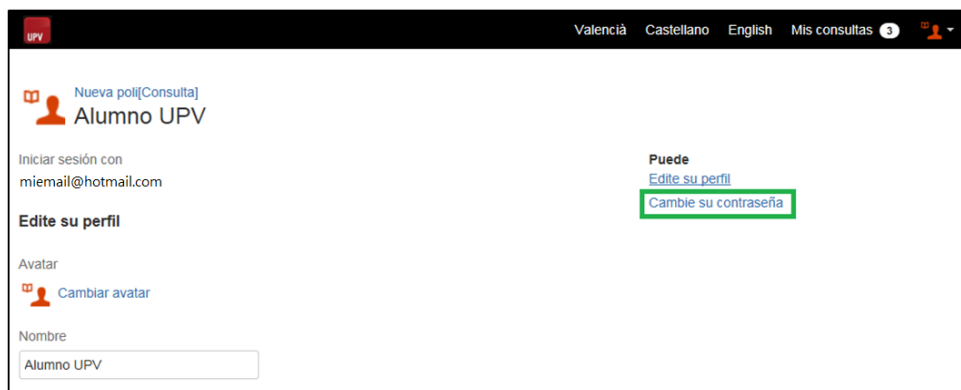 UPV
Valencià Castellano English Mis consultas 3
Nueva poli[Consulta]
Alumno UPV
Iniciar sesión con
miemail@hotmail.com
Puede
Edite su perfil
Cambie su contraseña
Edite su perfil
Avatar
Cambiar avatar
Nombre
Alumno UPV